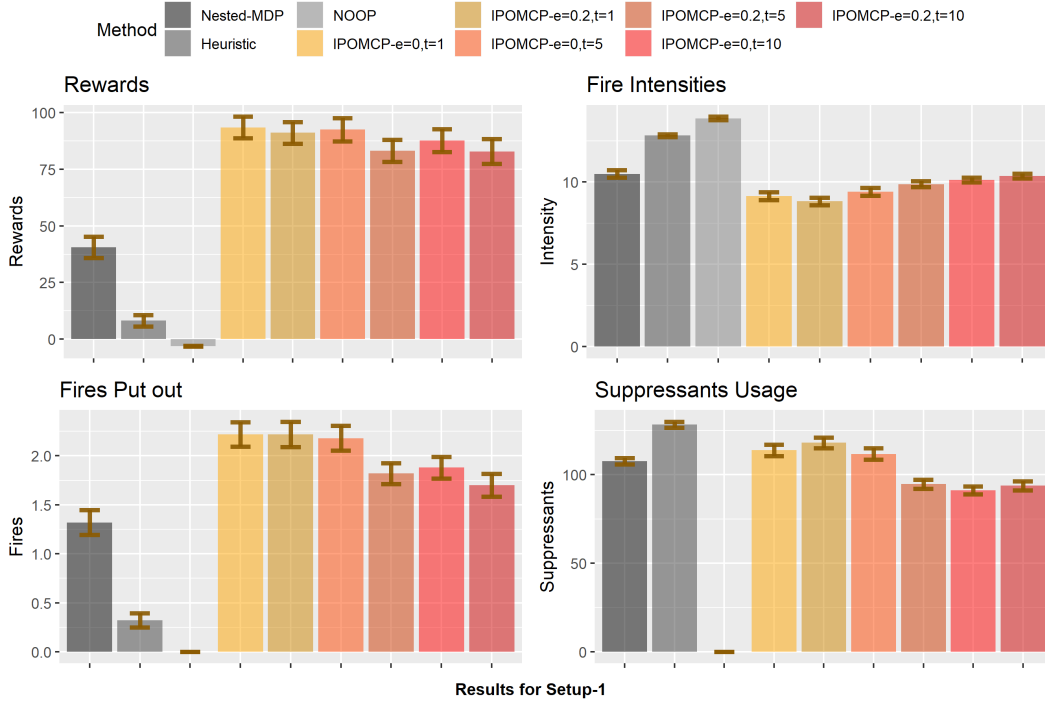 Method
Nested-MDP
NOOP
IPOMCP-e=0.2,t=1
IPOMCP-e=0.2,t=5
IPOMCP-e=0.2,t=10
Heuristic
IPOMCP-e=0,t=1
IPOMCP-e=0,t=5
IPOMCP-e=0,t=10
Rewards
100
75
50
25
0
Rewards
Fire Intensities
10
5
0
Intensity
Fires Put out
2.0
1.5
1.0
0.5
0.0
Fires
Suppressants Usage
100
50
0
Suppressants
Results for Setup-1